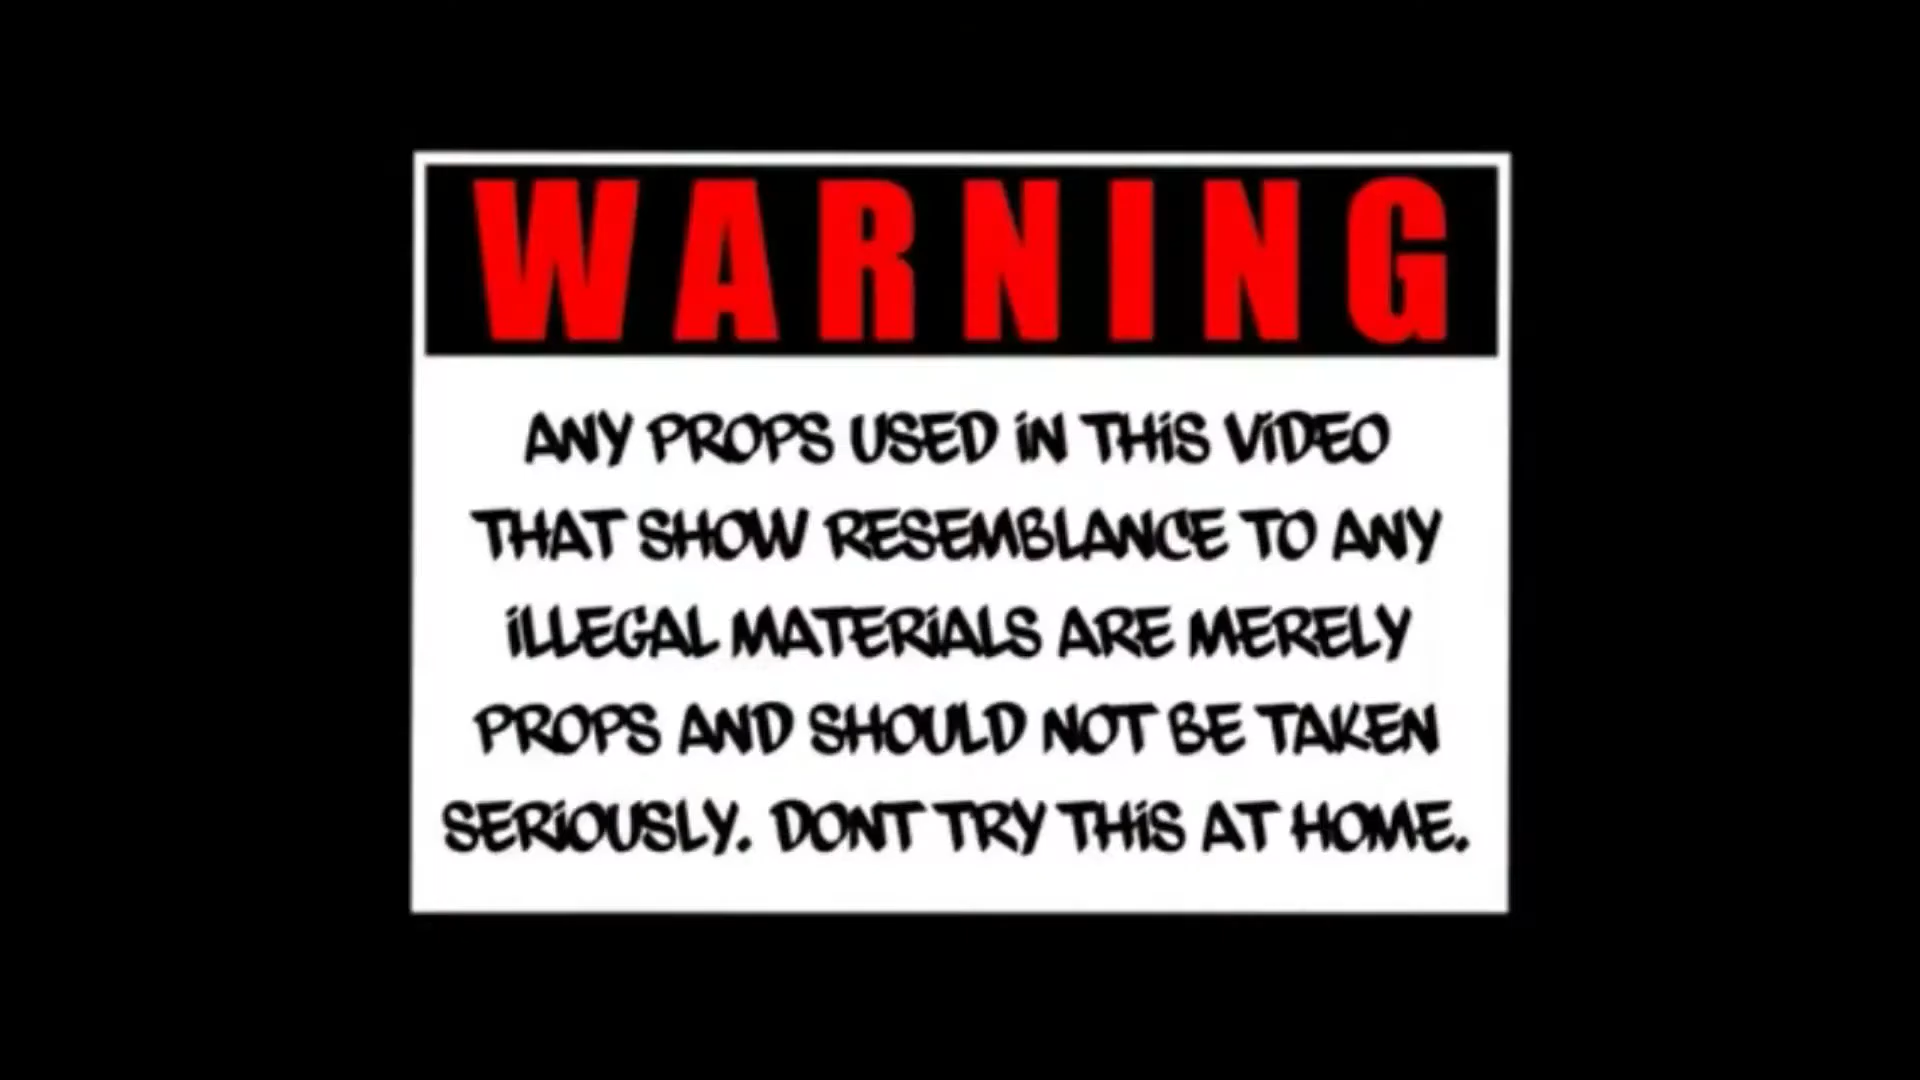 WARNING
ANY PROPS USED iN THiS ViDEO
THAT SHOW RESEMBLANCE TO ANY
iLLEGAL MATERiALS ARE MERELY
PROPS AND SHOULD NOT BE TAKEN
SERiOUSLY. DONT TRY THiS AT HOME.